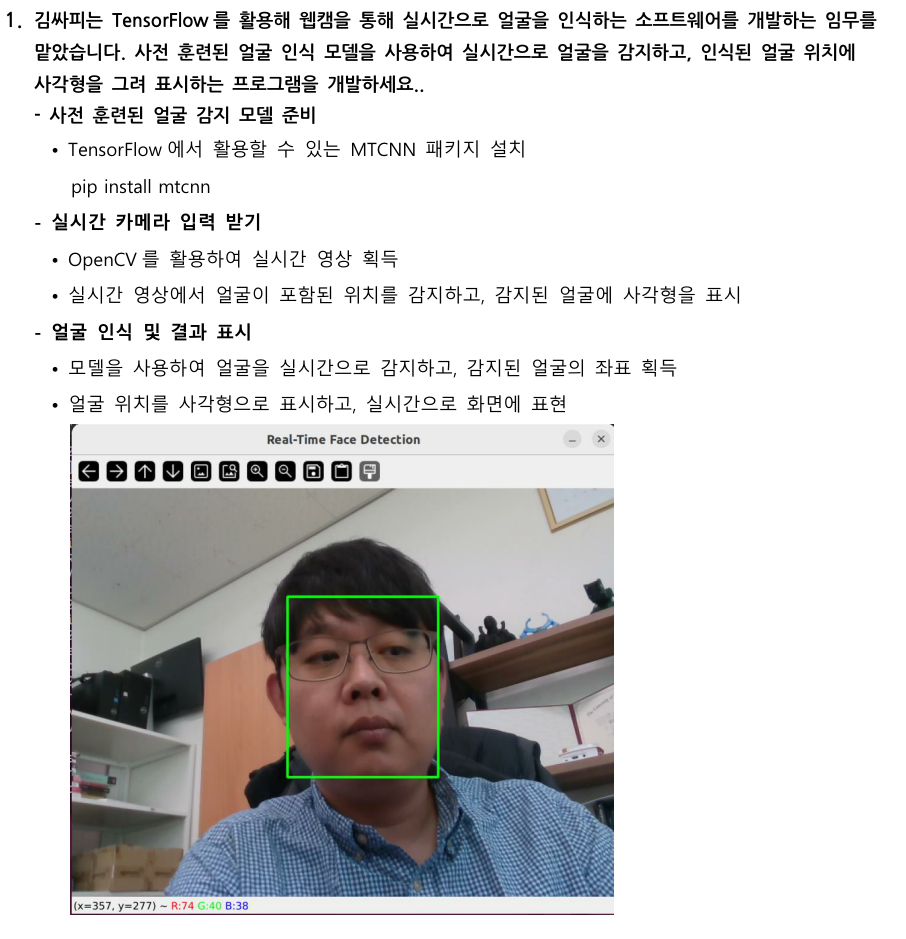 1. 김싸피는 TensorFlow를 활용해 웹캠을 통해 실시간으로 얼굴을 인식하는 소프트웨어를 개발하는 임무를
맡았습니다. 사전 훈련된 얼굴 인식 모델을 사용하여 실시간으로 얼굴을 감지하고, 인식된 얼굴 위치에
사각형을 그려 표시하는 프로그램을 개발하세요..
- 사전 훈련된 얼굴 감지 모델 준비
• TensorFlow에서 활용할 수 있는 MTCNN 패키지 설치
pip install mtcnn
- 실시간 카메라 입력 받기
• OpenCV를 활용하여 실시간 영상 획득
• 실시간 영상에서 얼굴이 포함된 위치를 감지하고, 감지된 얼굴에 사각형을 표시
- 얼굴 인식 및 결과 표시
• 모델을 사용하여 얼굴을 실시간으로 감지하고, 감지된 얼굴의 좌표 획득
• 얼굴 위치를 사각형으로 표시하고, 실시간으로 화면에 표현
Real-Time Face Detection
(x=357, y=277) ~ R:74 G:40 B:38